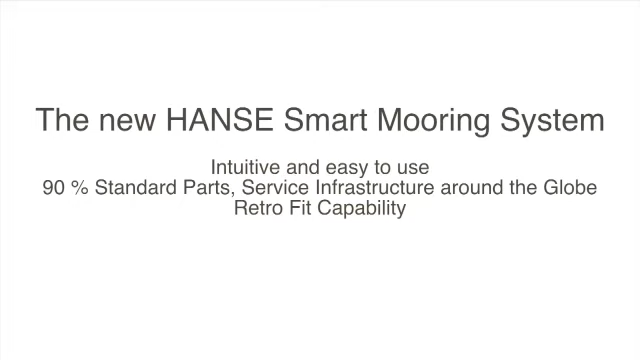 The new HANSE Smart Mooring System
Intuitive and easy to use
90 % Standard Parts, Service Infrastructure around the Globe
Retro Fit Capability